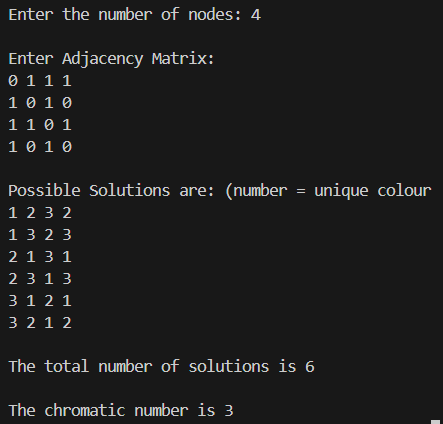 Enter the number of nodes: 4
Enter Adjacency Matrix:
0 1 1 1
1 0 1 0
1 1 0 1
1 0 1 0
Possible Solutions are: (number = unique colour
1 2 3 2
1 3 2 3
2 1 3 1
2 3 1 3
3 1 2 1
3 2 1 2
The total number of solutions is 6
The chromatic number is 3